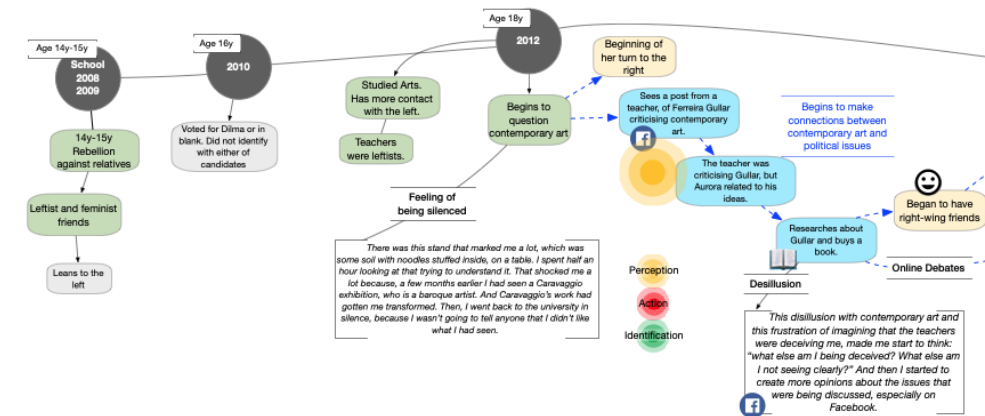 Age 14y-15y
School
2008
2009
14y-15y
Rebellion
against relatives
Leftist and feminist
friends
Leans to the
left
Age 16y
2010
Voted for Dilma or in
blank. Did not identify
with either of
candidates
Age 18y
2012
Studied Arts.
Has more contact
with the left.
Teachers
were leftists.
Begins to
question
contemporary art
Feeling of
being silenced
There was this stand that marked me a lot, which was
some soil with noodles stuffed inside, on a table. I spent half an
hour looking at that trying to understand it. That shocked me a
lot because, a few months earlier I had seen a Caravaggio
exhibition, who is a baroque artist. And Caravaggio's work had
gotten me transformed. Then, I went back to the university in
silence, because I wasn't going to tell anyone that I didn't like
what I had seen.
Beginning of
her turn to the
right
Sees a post from a
teacher, of Ferreira Gullar
criticising contemporary
art.
Begins to make
connections between
contemporary art and
political issues
The teacher was
criticising Gullar, but
Aurora related to his
ideas.
Researches about
Gullar and buys a
book.
Began to have
right-wing friends
Online Debates
Desillusion
This disillusion with contemporary art and
this frustration of imagining that the teachers
were deceiving me, made me start to think:
"what else am I being deceived? What else am
I not seeing clearly?" And then I started to
create more opinions about the issues that
were being discussed, especially on
Facebook.
Perception
Action
Identification